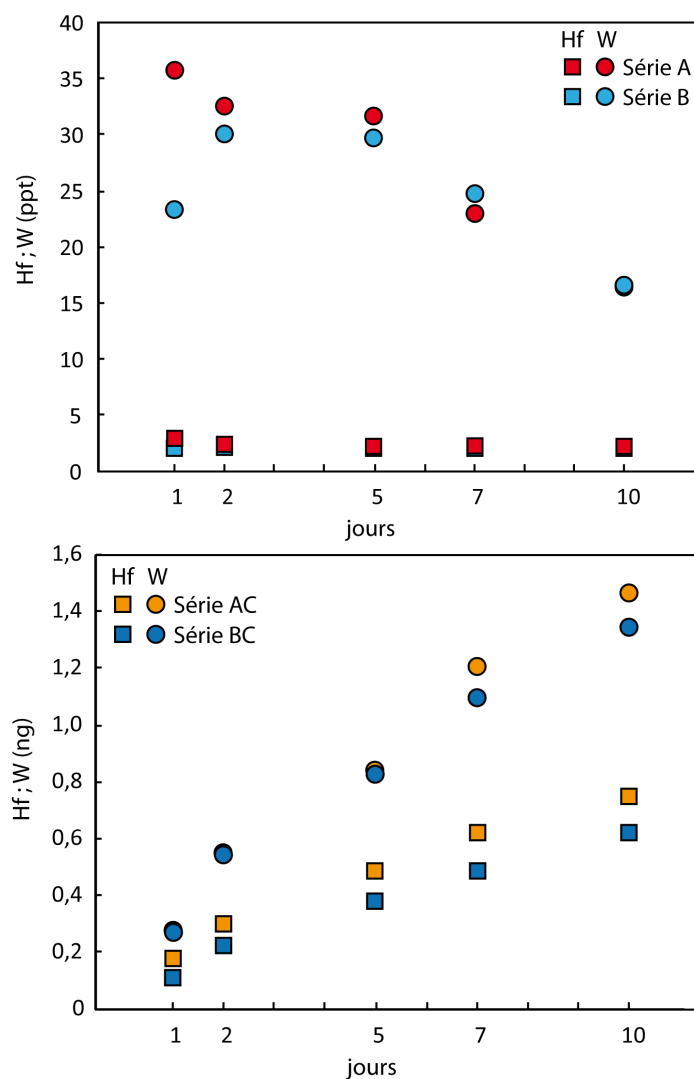 40
35
30
25
20
15
10
5
0
Hf ; W (ppt)
Hf W
Série A
Série B
1 2 5 7 10
jours
1,6
1,4
1,2
1,0
0,8
0,6
0,4
0,2
0
Hf ; W (ng)
Hf W
Série AC
Série BC
1 2 5 7 10
jours